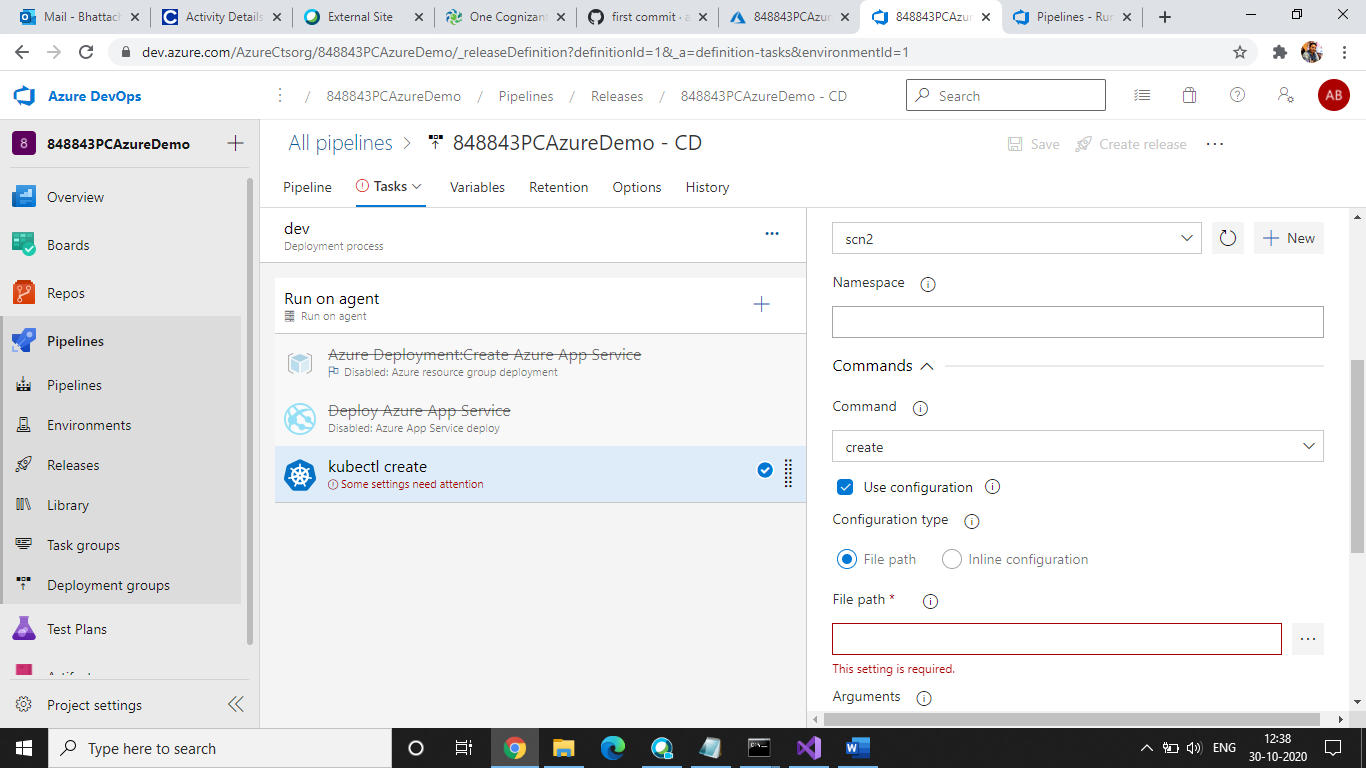 Mail - Bhattach
Activity Details
External Site
One Cognizan
first commit · a
848843PCAzur
848843PCAzur
Pipelines - Run
dev.azure.com/AzureCtsorg/848843PCAzureDemo/_releaseDefinition?definitionId=1&_a=definition-tasks&environmentId=1
Azure DevOps
/ 848843PCAzureDemo / Pipelines / Releases / 848843PCAzureDemo - CD
Search
AB
8 848843PCAzureDemo
Overview
Boards
Repos
Pipelines
Pipelines
Environments
Releases
Library
Task groups
Deployment groups
Test Plans
Project settings
All pipelines > 848843PCAzureDemo - CD
Save
Create release
Pipeline
Tasks
Variables
Retention
Options
History
dev
Deployment process
Run on agent
Run on agent
Azure Deployment:Create Azure App Service
Disabled: Azure resource group deployment
Deploy Azure App Service
Disabled: Azure App Service deploy
kubectl create
Some settings need attention
scn2
New
Namespace
Commands
Command
create
Use configuration
Configuration type
File path
Inline configuration
File path *
This setting is required.
Arguments
Type here to search
ENG
12:38
30-10-2020